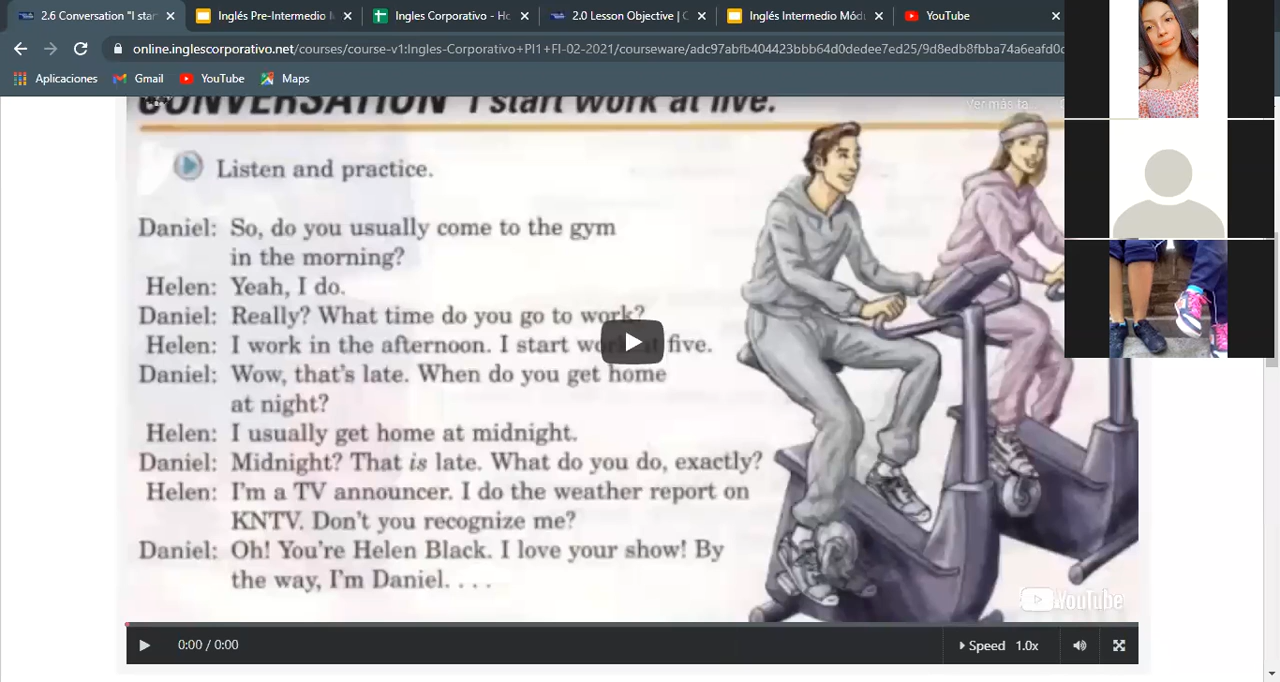 2.6 Conversation "I star
Inglés Pre-Intermedio
Ingles Corporativo - Ho
2.0 Lesson Objective |
Inglés Intermedio Mód
YouTube
online.inglescorporativo.net/courses/course-v1:Ingles-Corporativo+PI1+FI-02-2021/courseware/adc97abfb404423bbb64d0dedee7ed25/9d8edb8fbba74a6eafd0c
Aplicaciones
Gmail
YouTube
Maps
CONVERSATION I start work at five.
Ver más ta...
Listen and practice.
Daniel: So, do you usually come to the gym
in the morning?
Helen: Yeah, I do.
Daniel: Really? What time do you go to work?
Helen: I work in the afternoon. I start work at five.
Daniel: Wow, that's late. When do you get home
at night?
Helen: I usually get home at midnight.
Daniel: Midnight? That is late. What do you do, exactly?
Helen: I'm a TV announcer. I do the weather report on
KNTV. Don't you recognize me?
Daniel: Oh! You're Helen Black. I love your show! By
the way, I'm Daniel. . . .
YouTube
0:00 / 0:00
Speed 1.0x